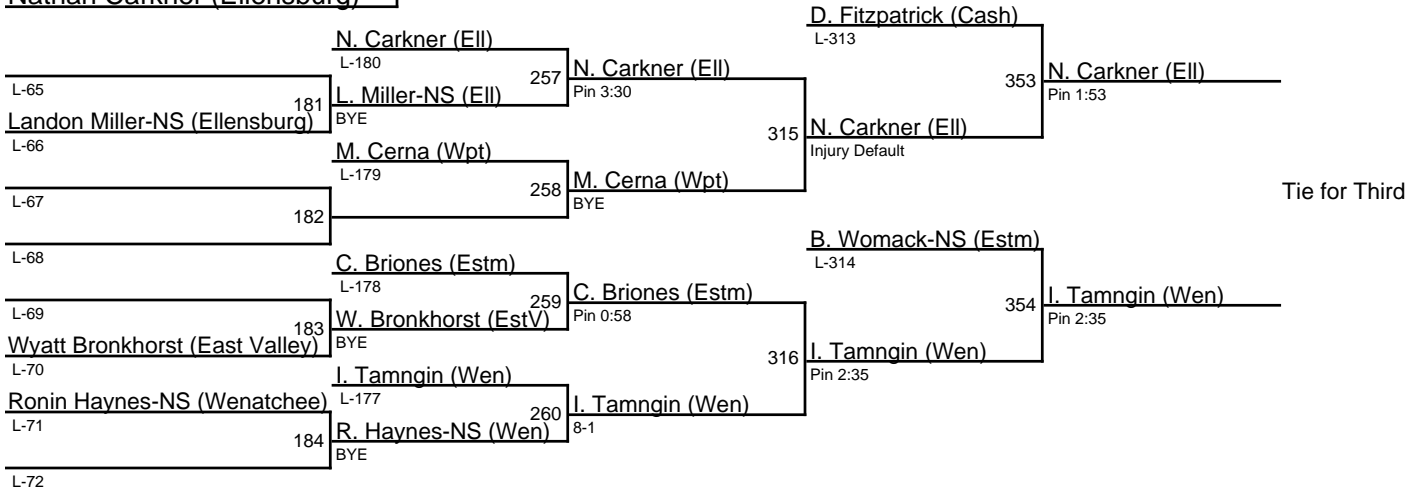 Nathan Carkner (Ellensburg)
D. Fitzpatrick (Cash)
L-313
N. Carkner (Ell)
L-180
257
N. Carkner (Ell)
Pin 3:30
353
N. Carkner (Ell)
Pin 1:53
L-65
181
L. Miller-NS (Ell)
BYE
Landon Miller-NS (Ellensburg)
L-66
315
N. Carkner (Ell)
Injury Default
M. Cerna (Wpt)
L-179
258
M. Cerna (Wpt)
BYE
L-67
182
Tie for Third
L-68
B. Womack-NS (Estm)
L-314
C. Briones (Estm)
L-178
259
C. Briones (Estm)
Pin 0:58
354
I. Tamngin (Wen)
Pin 2:35
L-69
183
W. Bronkhorst (EstV)
BYE
Wyatt Bronkhorst (East Valley)
L-70
316
I. Tamngin (Wen)
Pin 2:35
I. Tamngin (Wen)
L-177
260
I. Tamngin (Wen)
8-1
Ronin Haynes-NS (Wenatchee)
L-71
184
R. Haynes-NS (Wen)
BYE
L-72